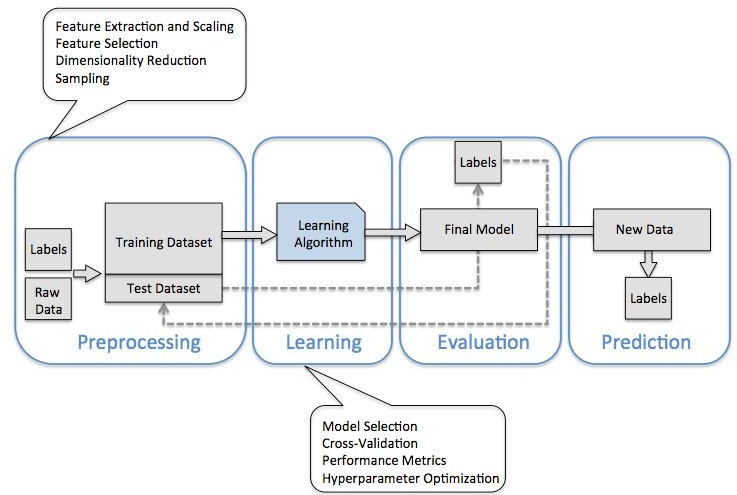 Feature Extraction and Scaling
Feature Selection
Dimensionality Reduction
Sampling
Labels
Raw
Data
Training Dataset
Test Dataset
Preprocessing
Learning
Algorithm
Learning
Labels
Final Model
Evaluation
New Data
Labels
Prediction
Model Selection
Cross-Validation
Performance Metrics
Hyperparameter Optimization